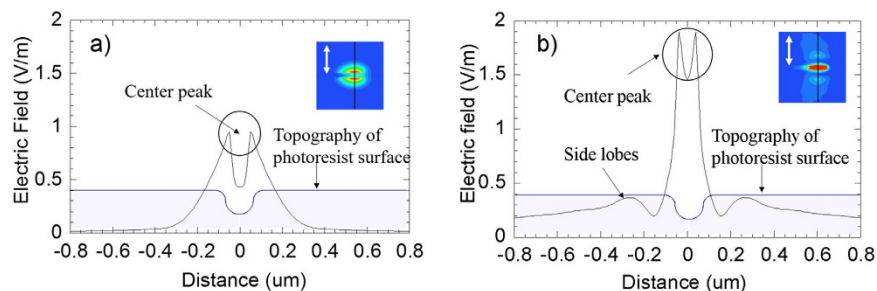 a)
Electric Field (V/m)
2
1.5
1
0.5
0
Center peak
Topography of
photoresist surface
-0.8 -0.6 -0.4 -0.2 0 0.2 0.4 0.6 0.8
Distance (um)
b)
Electric field (V/m)
2
1.5
1
0.5
0
Center peak
Side lobes
Topography of
photoresist surface
-0.8 -0.6 -0.4 -0.2 0 0.2 0.4 0.6 0.8
Distance (um)